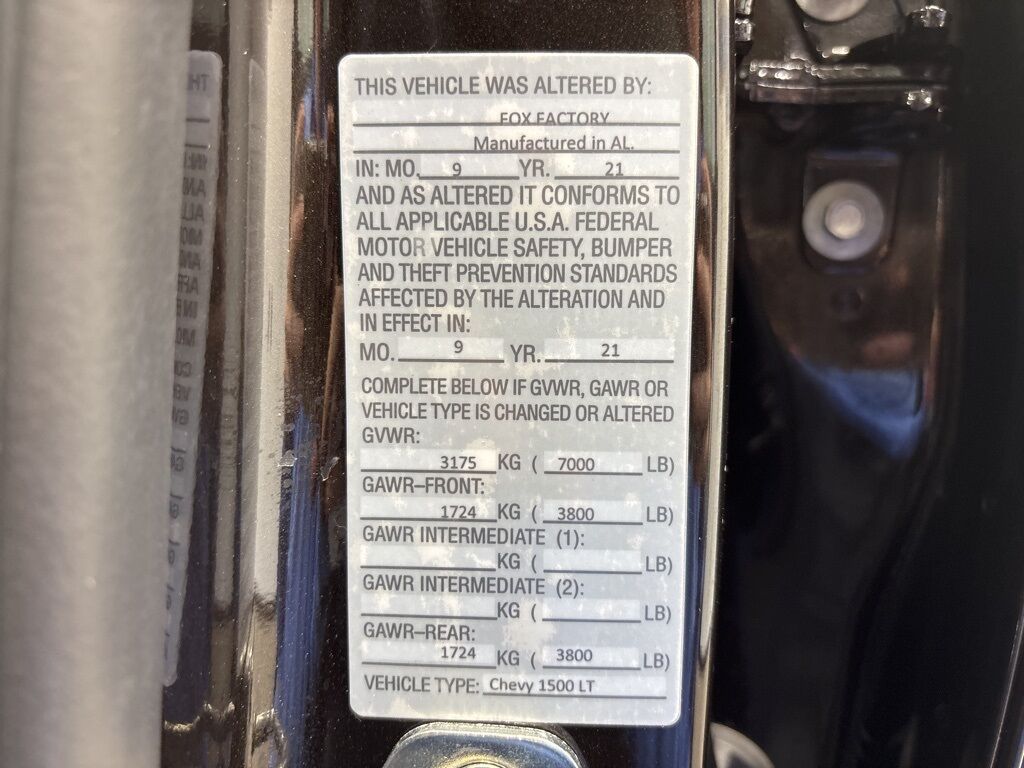 THIS VEHICLE WAS ALTERED BY:
FOX FACTORY
Manufactured in AL.
IN: MO. 9 YR. 21
AND AS ALTERED IT CONFORMS TO
ALL APPLICABLE U.S.A. FEDERAL
MOTOR VEHICLE SAFETY, BUMPER
AND THEFT PREVENTION STANDARDS
AFFECTED BY THE ALTERATION AND
IN EFFECT IN:
MO. 9 YR. 21
COMPLETE BELOW IF GVWR, GAWR OR
VEHICLE TYPE IS CHANGED OR ALTERED
GVWR:
3175 KG ( 7000 LB)
GAWR–FRONT:
1724 KG ( 3800 LB)
GAWR INTERMEDIATE (1):
KG ( LB)
GAWR INTERMEDIATE (2):
KG ( LB)
GAWR–REAR:
1724 KG ( 3800 LB)
VEHICLE TYPE: Chevy 1500 LT